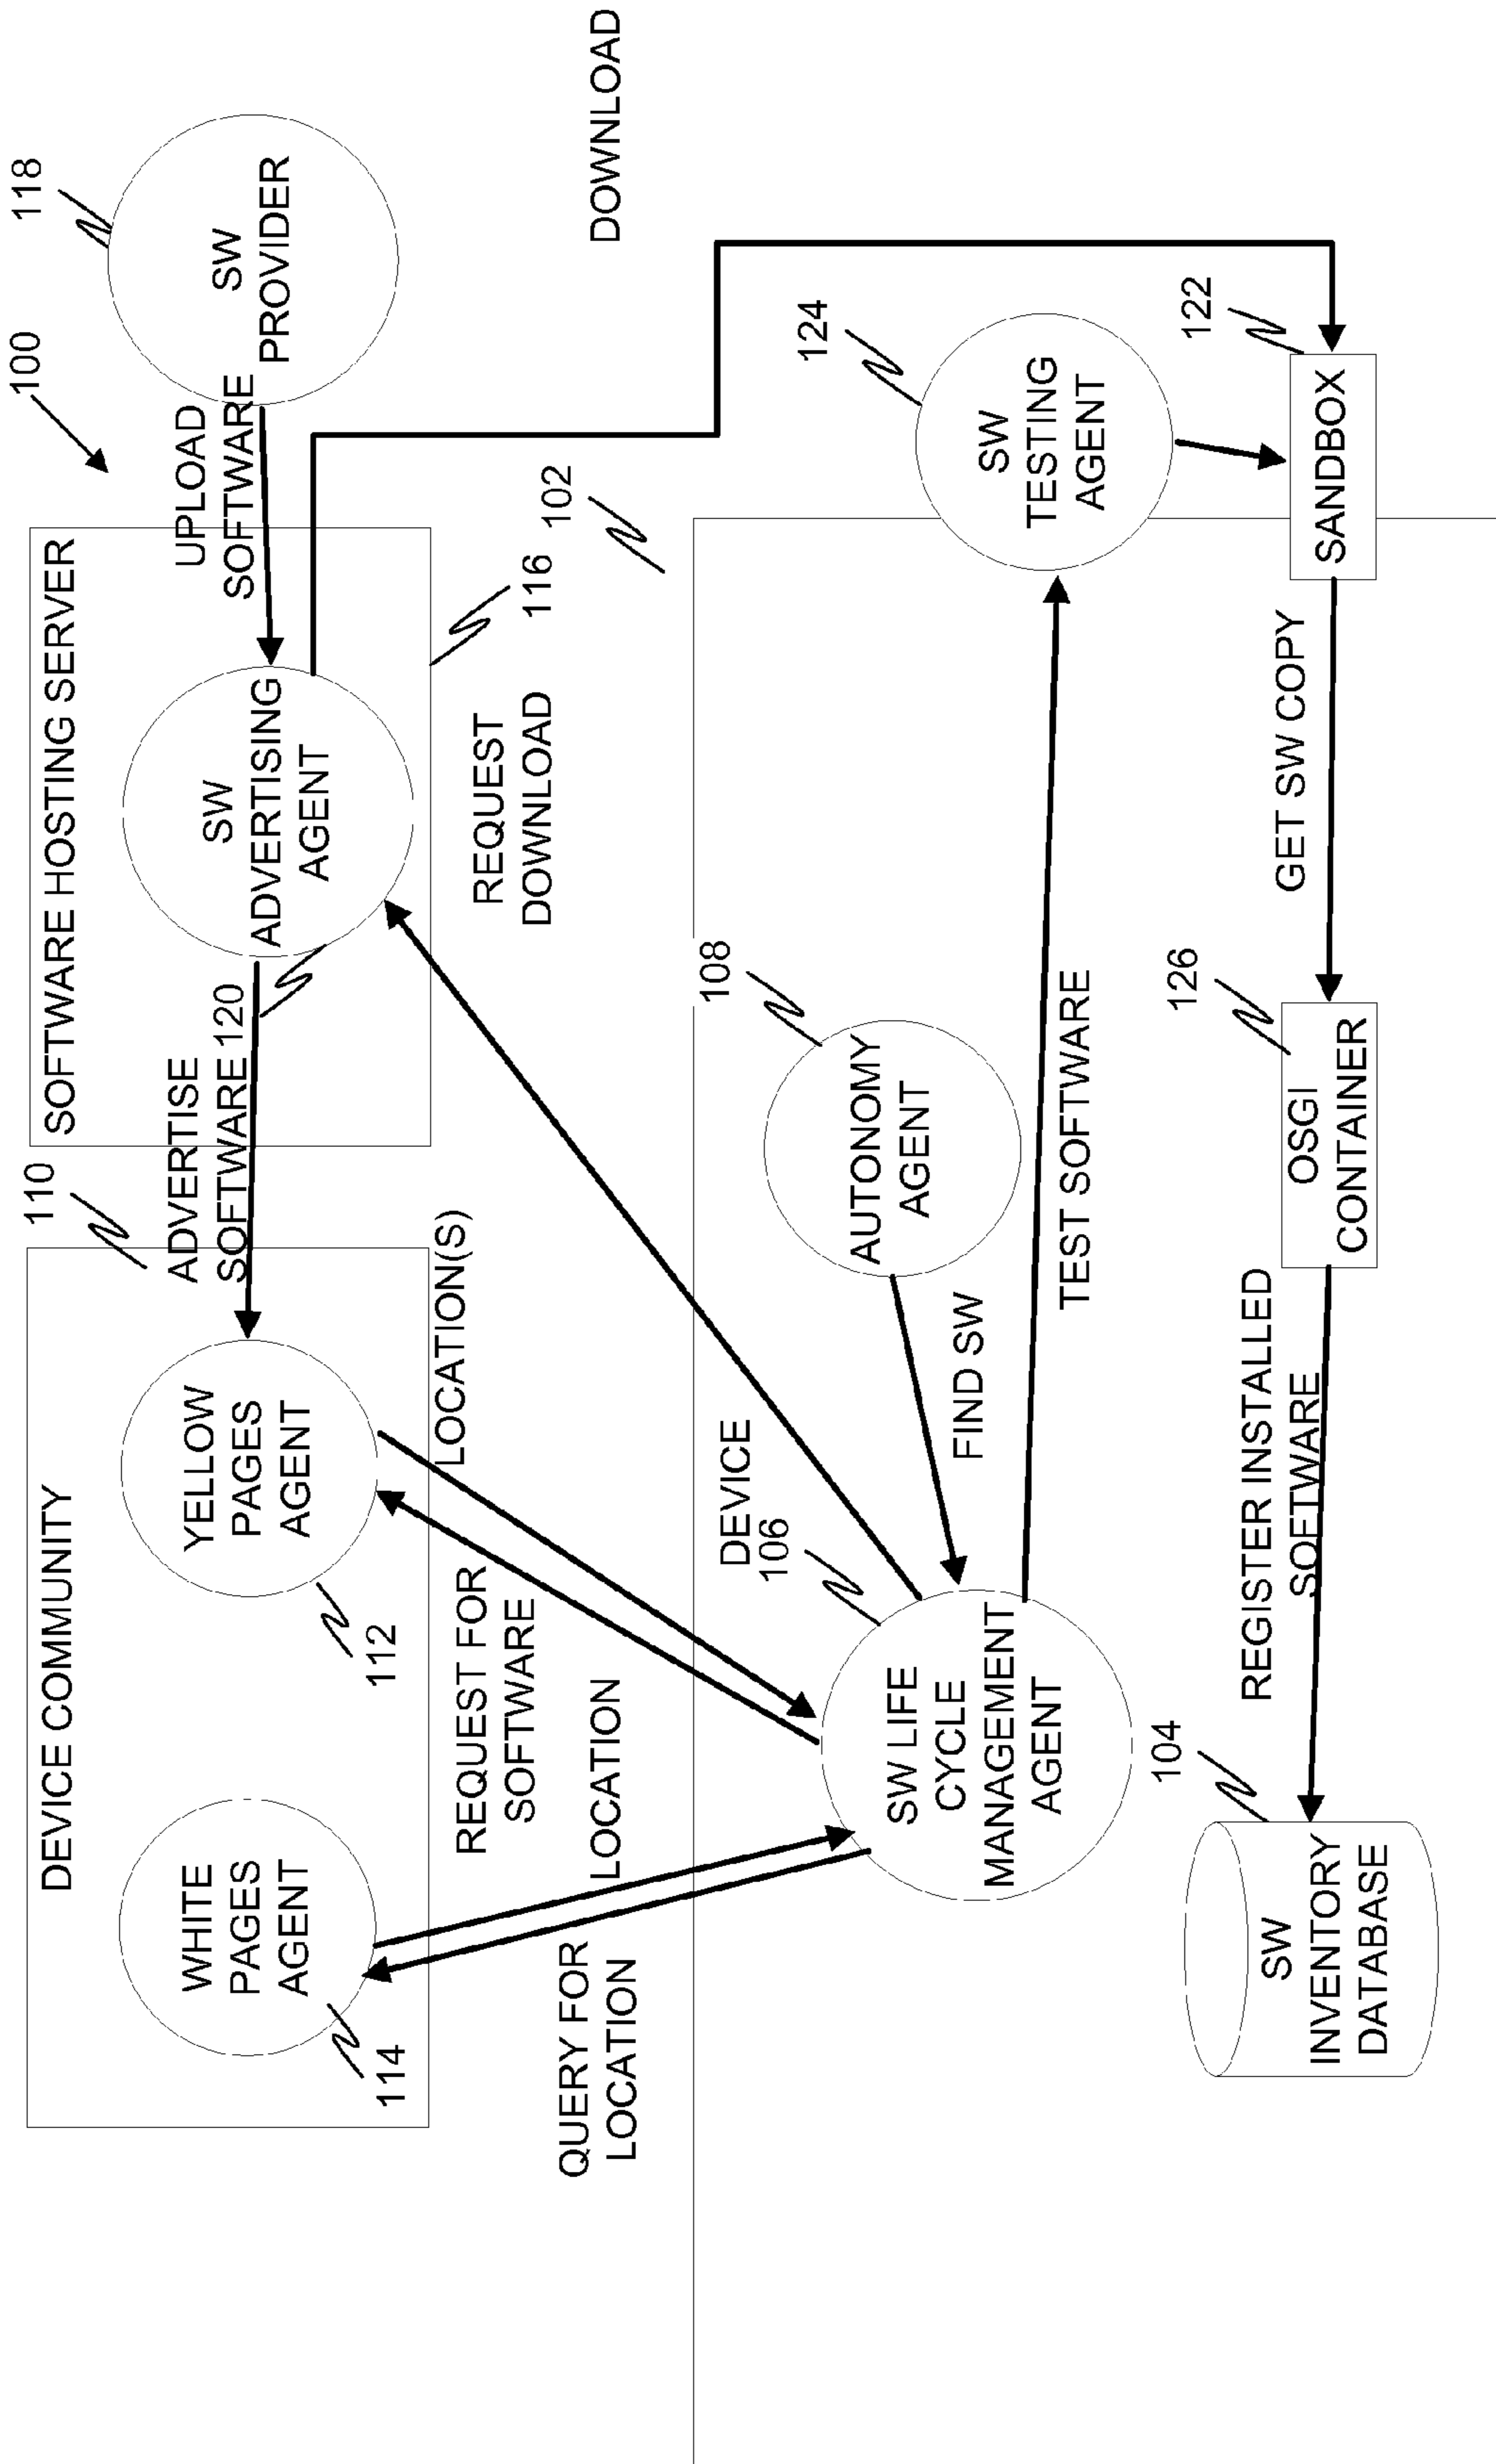 100
118
SW
PROVIDER
UPLOAD
SOFTWARE
SOFTWARE HOSTING SERVER
SW
ADVERTISING
AGENT
116
120
ADVERTISE
SOFTWARE
110
DEVICE COMMUNITY
YELLOW
PAGES
AGENT
112
WHITE
PAGES
AGENT
114
QUERY FOR
LOCATION
LOCATION
REQUEST FOR
SOFTWARE
LOCATION(S)
REQUEST
DOWNLOAD
DOWNLOAD
102
DEVICE
106
SW LIFE
CYCLE
MANAGEMENT
AGENT
FIND SW
108
AUTONOMY
AGENT
TEST SOFTWARE
124
SW
TESTING
AGENT
122
SANDBOX
GET SW COPY
126
OSGI
CONTAINER
REGISTER INSTALLED
SOFTWARE
104
SW
INVENTORY
DATABASE